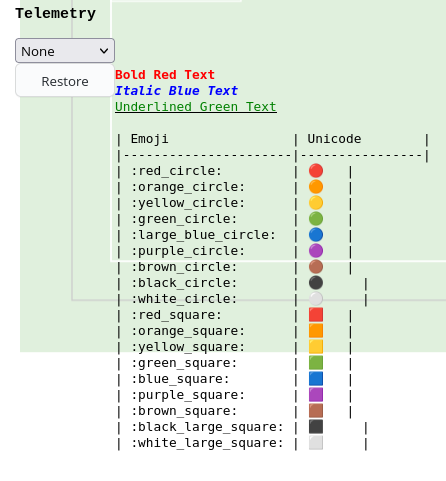 Telemetry
None
Restore
Bold Red Text
Italic Blue Text
Underlined Green Text
| Emoji                | Unicode        |
|----------------------|----------------|
| :red_circle:         | 🔴   |
| :orange_circle:      | 🟠   |
| :yellow_circle:      | 🟡   |
| :green_circle:       | 🟢   |
| :large_blue_circle:  | 🔵   |
| :purple_circle:      | 🟣   |
| :brown_circle:       | 🟤   |
| :black_circle:       | ⚫     |
| :white_circle:       | ⚪     |
| :red_square:         | 🟥   |
| :orange_square:      | 🟧   |
| :yellow_square:      | 🟨   |
| :green_square:       | 🟩   |
| :blue_square:        | 🟦   |
| :purple_square:      | 🟪   |
| :brown_square:       | 🟫   |
| :black_large_square: | ⬛     |
| :white_large_square: | ⬜     |